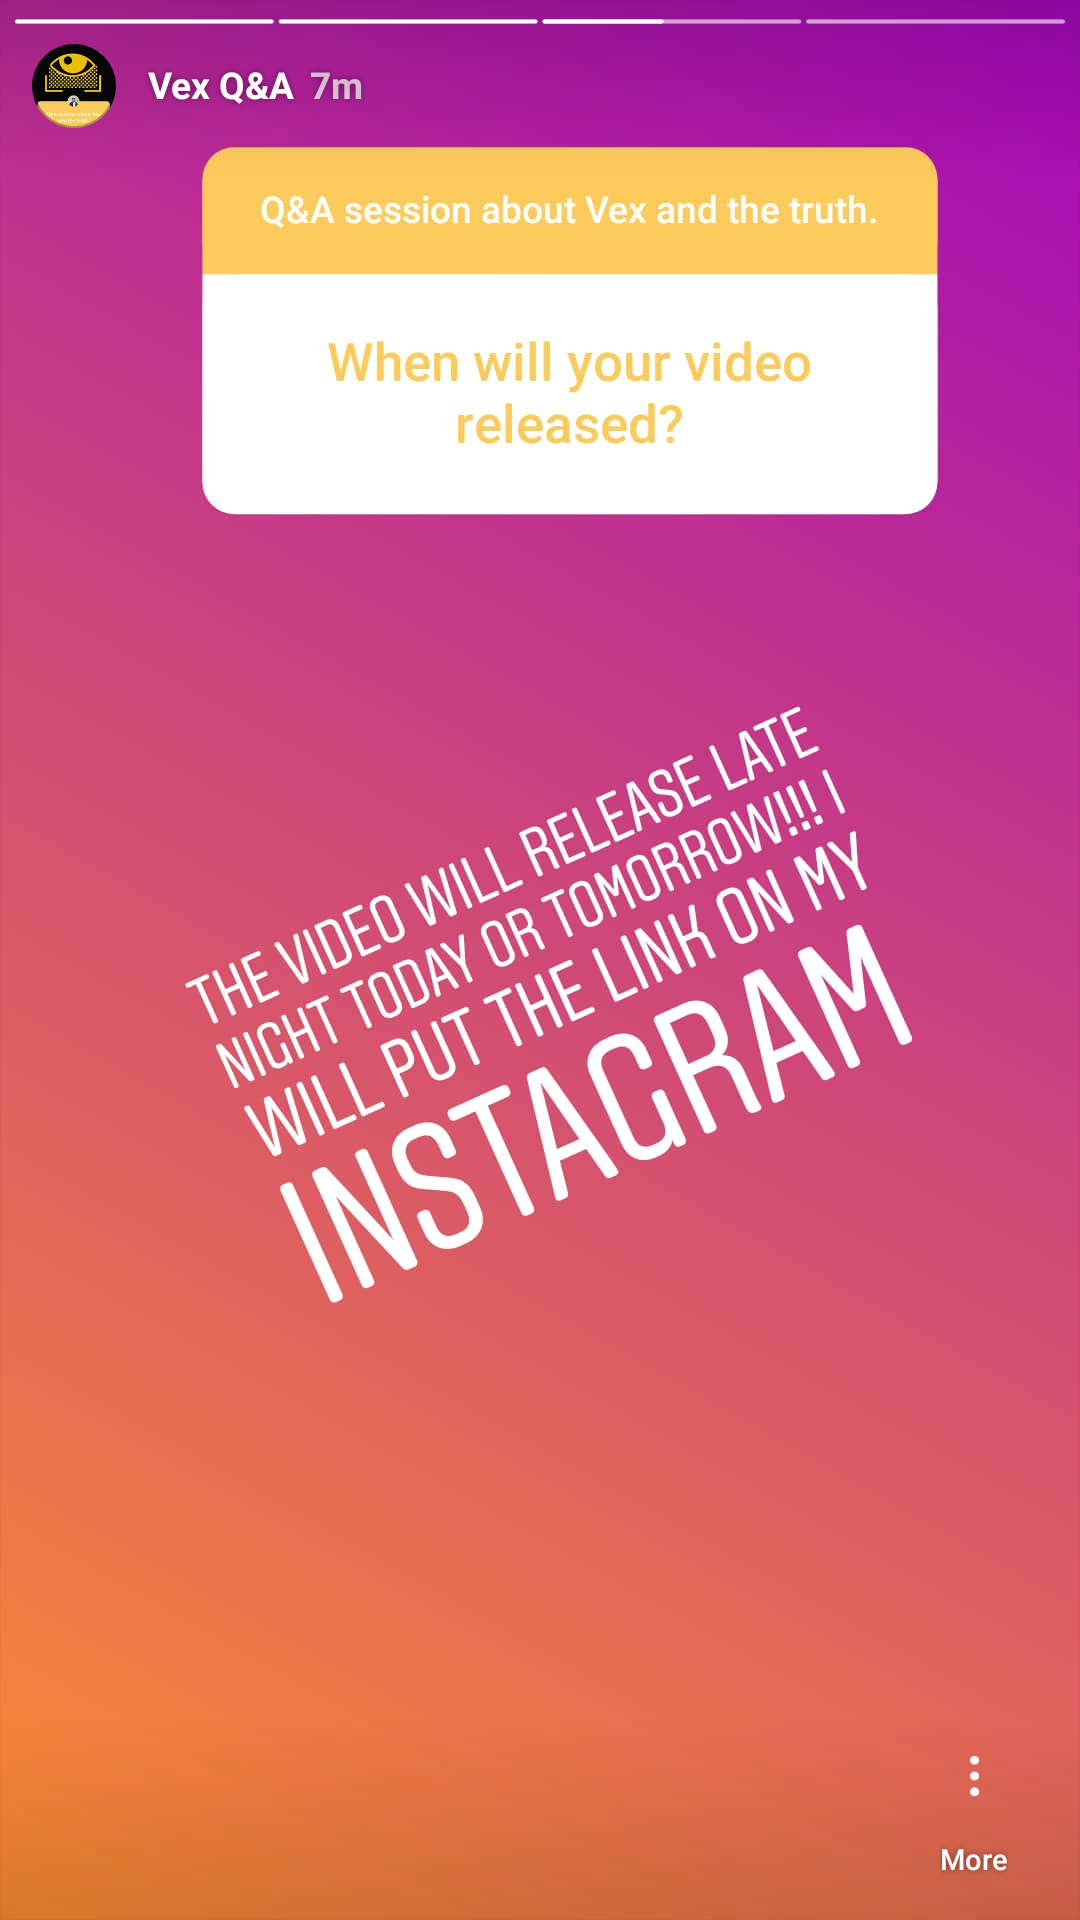 Vex Q&A 7m
Q&A session about Vex and the truth.
When will your video
released?
THE VIDEO WILL RELEASE LATE
NIGHT TODAY OR TOMORROW!!! I
WILL PUT THE LINK ON MY
INSTAGRAM
More